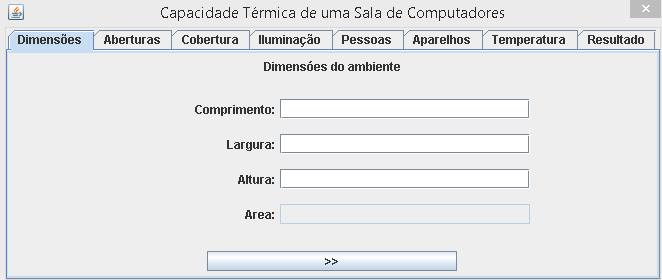 Capacidade Térmica de uma Sala de Computadores
Dimensões Aberturas Cobertura Iluminação Pessoas Aparelhos Temperatura Resultado
Dimensões do ambiente
Comprimento:
Largura:
Altura:
Area:
>>